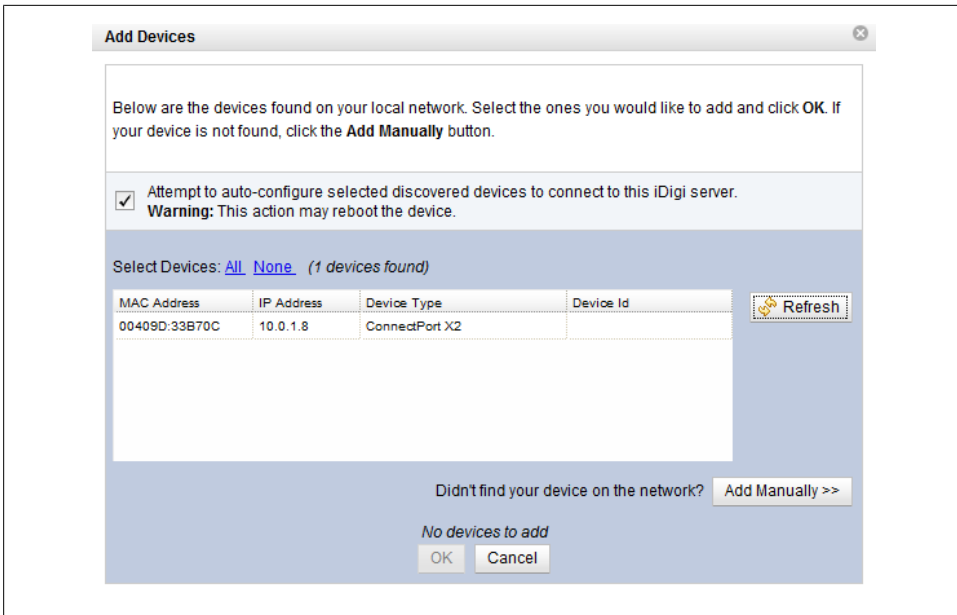 Add Devices
Below are the devices found on your local network. Select the ones you would like to add and click OK. If
your device is not found, click the Add Manually button.
Attempt to auto-configure selected discovered devices to connect to this iDigi server.
Warning: This action may reboot the device.
Select Devices: All None (1 devices found)
MAC Address IP Address Device Type Device Id
00409D:33B70C 10.0.1.8 ConnectPort X2
Refresh
Didn't find your device on the network? Add Manually >>
No devices to add
OK Cancel